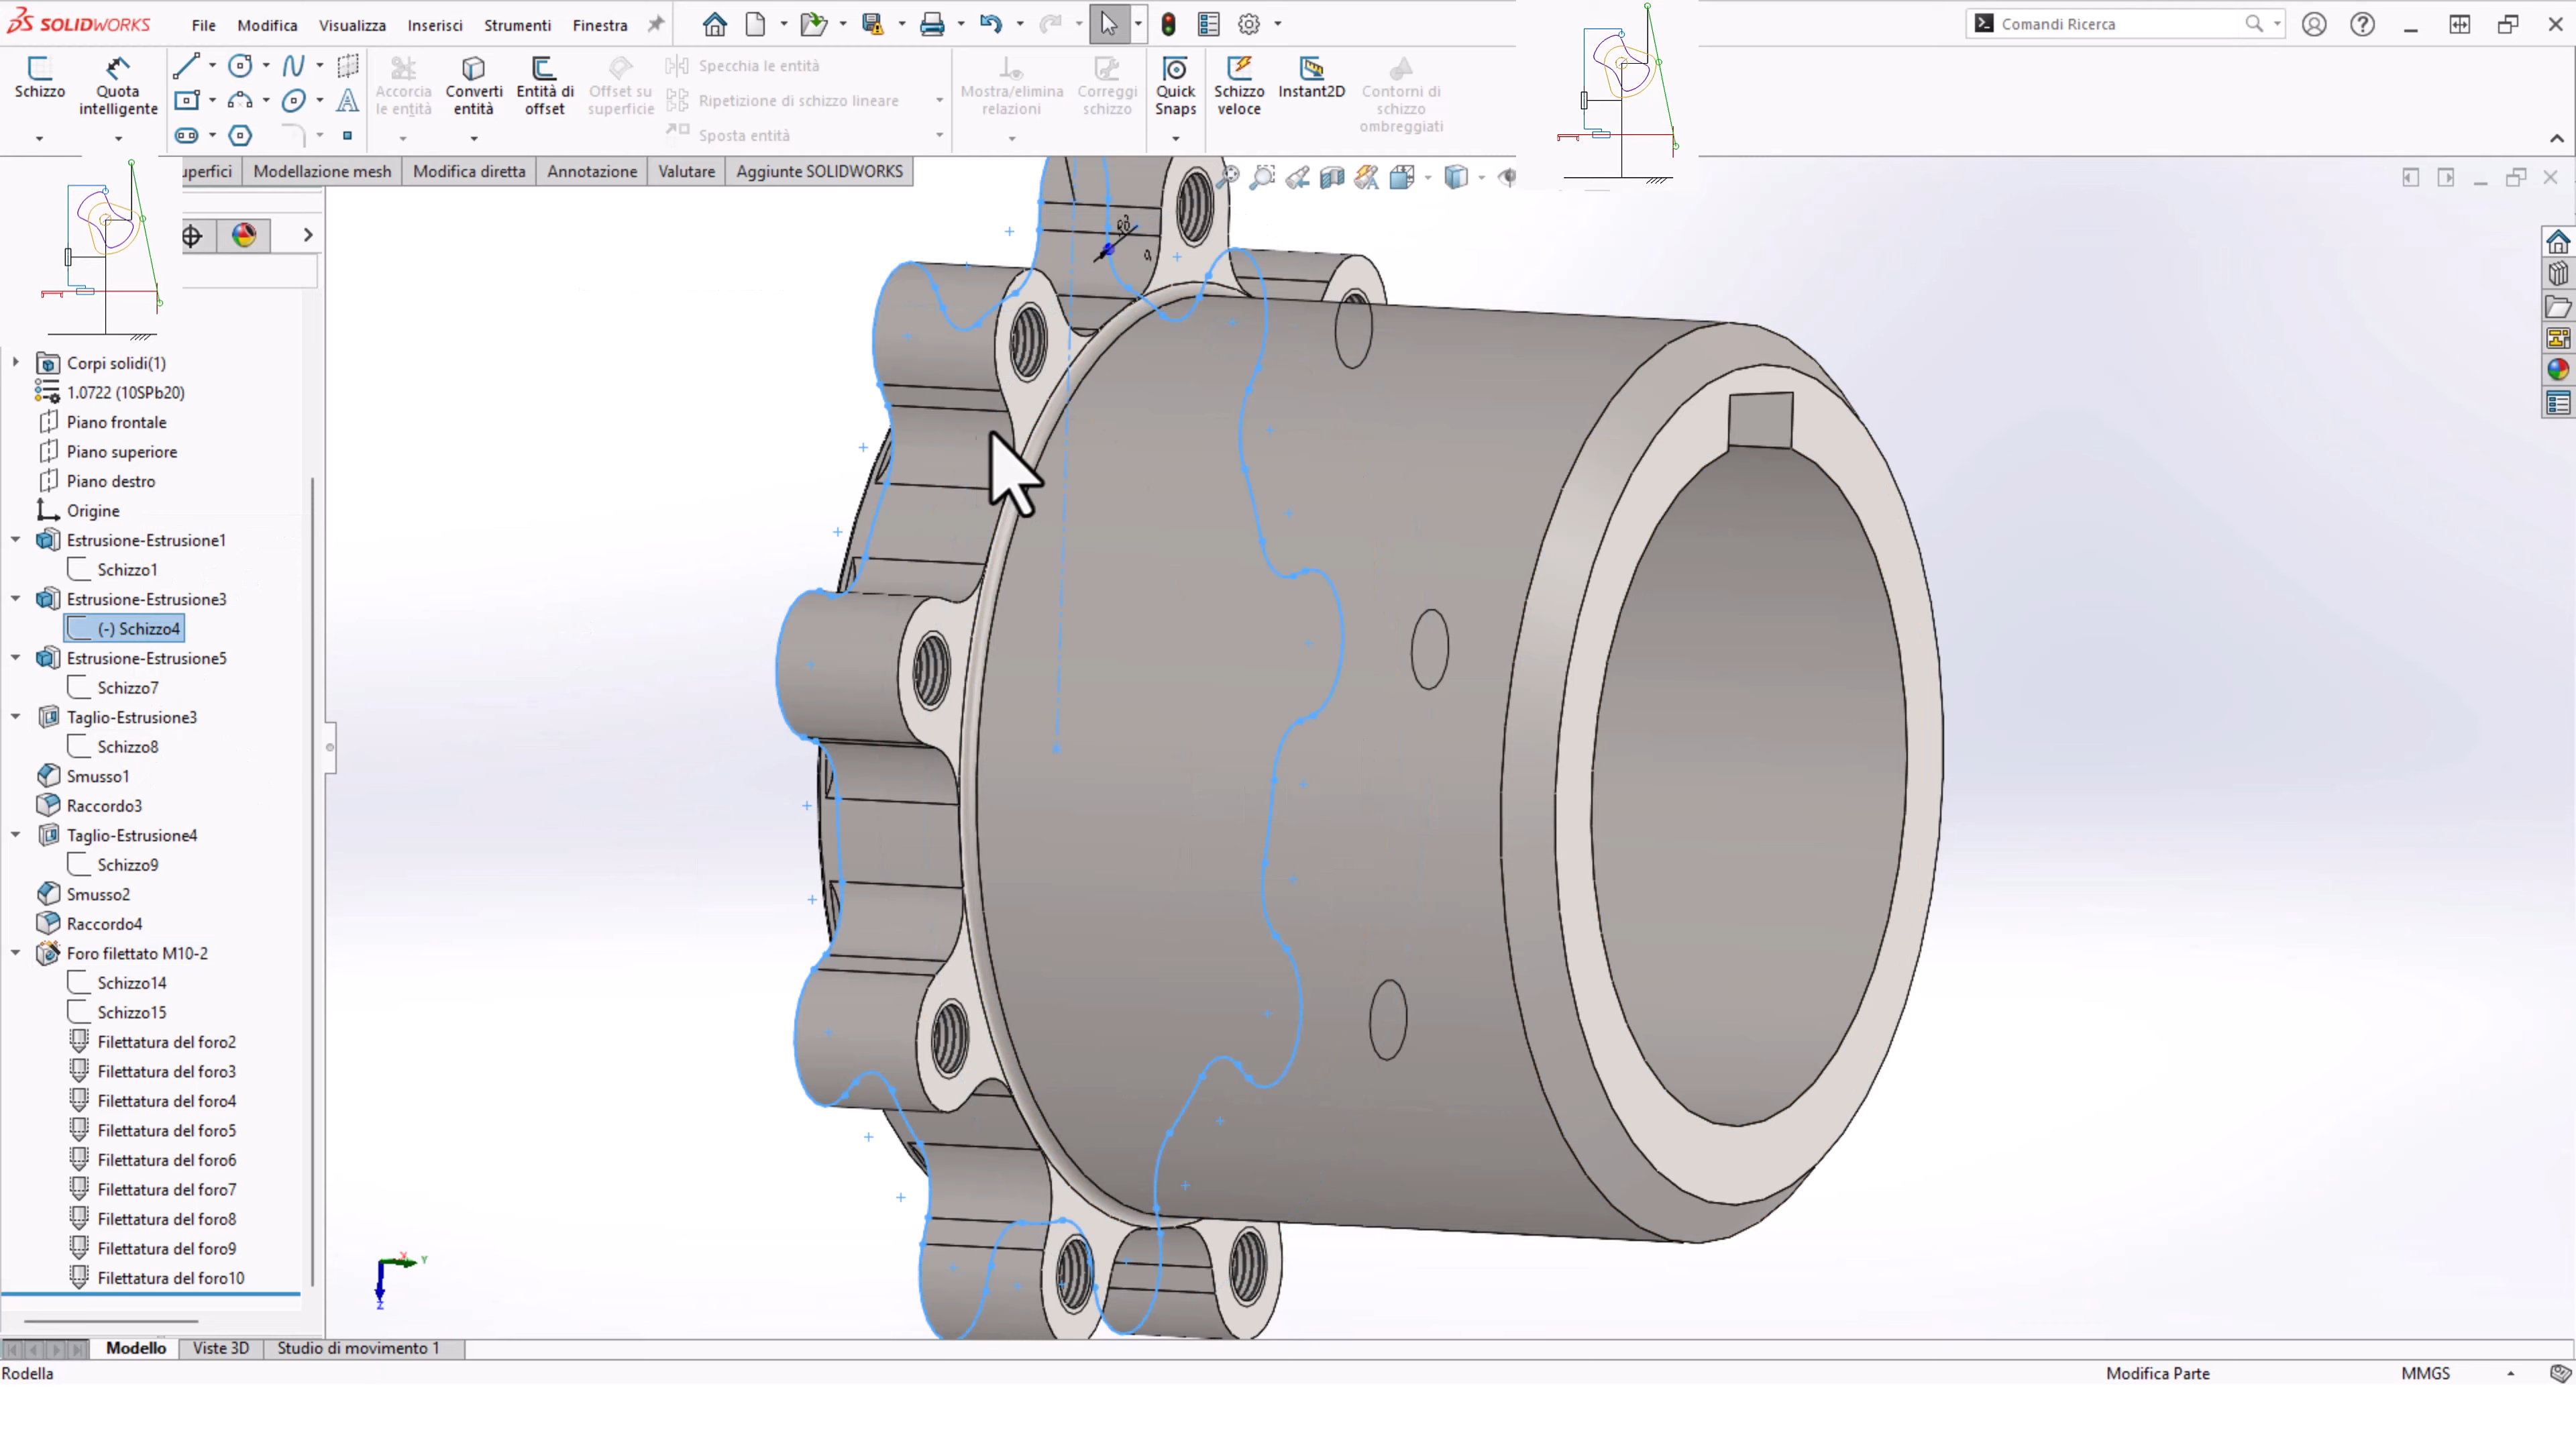 SOLIDWORKS File Modifica Visualizza Inserisci Strumenti Finestra Comandi Ricerca
Schizzo
Quota intelligente
Accorcia le entità
Converti entità
Entità di offset
Offset su superficie
Specchia le entità
Ripetizione di schizzo lineare
Sposta entità
Mostra/elimina relazioni
Correggi schizzo
Quick Snaps
Schizzo veloce
Instant2D
Contorni di schizzo ombreggiati
uperfici Modellazione mesh Modifica diretta Annotazione Valutare Aggiunte SOLIDWORKS
Corpi solidi(1)
1.0722 (10SPb20)
Piano frontale
Piano superiore
Piano destro
Origine
Estrusione-Estrusione1
Schizzo1
Estrusione-Estrusione3
(-) Schizzo4
Estrusione-Estrusione5
Schizzo7
Taglio-Estrusione3
Schizzo8
Smusso1
Raccordo3
Taglio-Estrusione4
Schizzo9
Smusso2
Raccordo4
Foro filettato M10-2
Schizzo14
Schizzo15
Filettatura del foro2
Filettatura del foro3
Filettatura del foro4
Filettatura del foro5
Filettatura del foro6
Filettatura del foro7
Filettatura del foro8
Filettatura del foro9
Filettatura del foro10
X Y
Z
Modello Viste 3D Studio di movimento 1
Rodella Modifica Parte MMGS